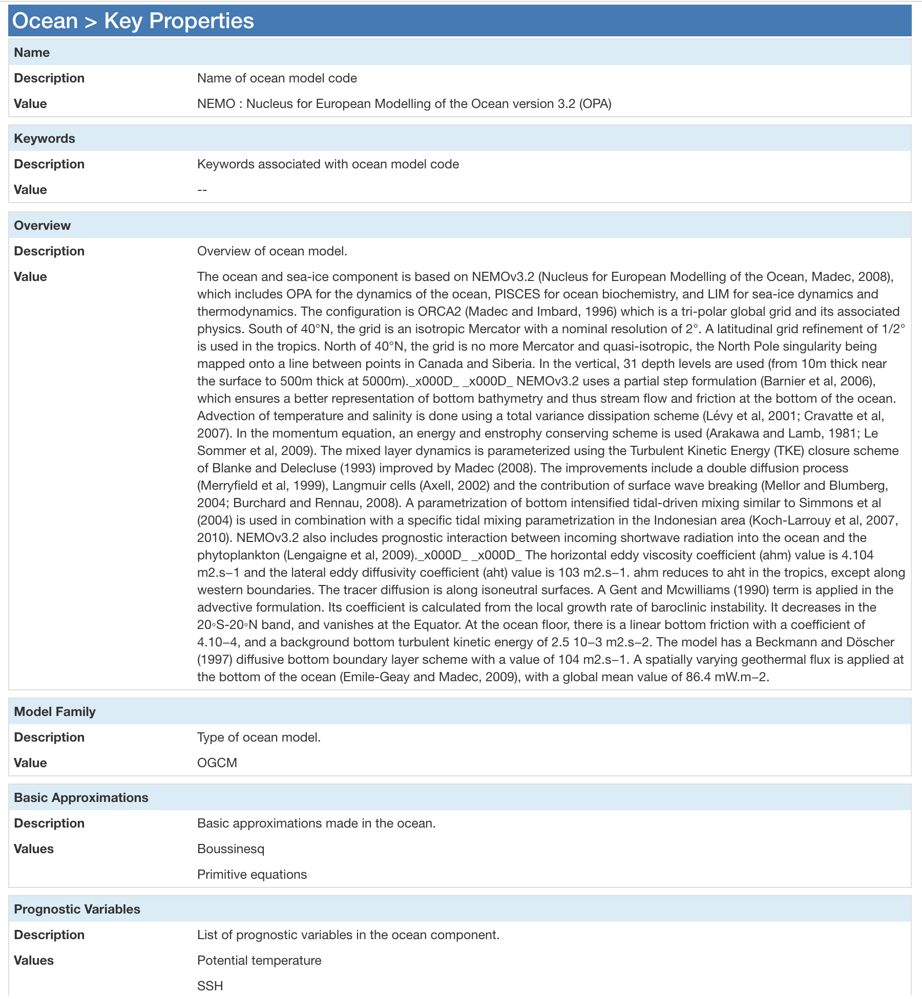 Ocean > Key Properties
Name
Description Name of ocean model code
Value NEMO : Nucleus for European Modelling of the Ocean version 3.2 (OPA)
Keywords
Description Keywords associated with ocean model code
Value --
Overview
Description Overview of ocean model.
Value The ocean and sea-ice component is based on NEMOv3.2 (Nucleus for European Modelling of the Ocean, Madec, 2008),
which includes OPA for the dynamics of the ocean, PISCES for ocean biochemistry, and LIM for sea-ice dynamics and
thermodynamics. The configuration is ORCA2 (Madec and Imbard, 1996) which is a tri-polar global grid and its associated
physics. South of 40°N, the grid is an isotropic Mercator with a nominal resolution of 2°. A latitudinal grid refinement of 1/2°
is used in the tropics. North of 40°N, the grid is no more Mercator and quasi-isotropic, the North Pole singularity being
mapped onto a line between points in Canada and Siberia. In the vertical, 31 depth levels are used (from 10m thick near
the surface to 500m thick at 5000m)._x000D_ _x000D_ NEMOv3.2 uses a partial step formulation (Barnier et al, 2006),
which ensures a better representation of bottom bathymetry and thus stream flow and friction at the bottom of the ocean.
Advection of temperature and salinity is done using a total variance dissipation scheme (Lévy et al, 2001; Cravatte et al,
2007). In the momentum equation, an energy and enstrophy conserving scheme is used (Arakawa and Lamb, 1981; Le
Sommer et al, 2009). The mixed layer dynamics is parameterized using the Turbulent Kinetic Energy (TKE) closure scheme
of Blanke and Delecluse (1993) improved by Madec (2008). The improvements include a double diffusion process
(Merryfield et al, 1999), Langmuir cells (Axell, 2002) and the contribution of surface wave breaking (Mellor and Blumberg,
2004; Burchard and Rennau, 2008). A parametrization of bottom intensified tidal-driven mixing similar to Simmons et al
(2004) is used in combination with a specific tidal mixing parametrization in the Indonesian area (Koch-Larrouy et al, 2007,
2010). NEMOv3.2 also includes prognostic interaction between incoming shortwave radiation into the ocean and the
phytoplankton (Lengaigne et al, 2009)._x000D_ _x000D_ The horizontal eddy viscosity coefficient (ahm) value is 4.104
m2.s−1 and the lateral eddy diffusivity coefficient (aht) value is 103 m2.s−1. ahm reduces to aht in the tropics, except along
western boundaries. The tracer diffusion is along isoneutral surfaces. A Gent and Mcwilliams (1990) term is applied in the
advective formulation. Its coefficient is calculated from the local growth rate of baroclinic instability. It decreases in the
20◦S-20◦N band, and vanishes at the Equator. At the ocean floor, there is a linear bottom friction with a coefficient of
4.10−4, and a background bottom turbulent kinetic energy of 2.5 10−3 m2.s−2. The model has a Beckmann and Döscher
(1997) diffusive bottom boundary layer scheme with a value of 104 m2.s−1. A spatially varying geothermal flux is applied at
the bottom of the ocean (Emile-Geay and Madec, 2009), with a global mean value of 86.4 mW.m−2.
Model Family
Description Type of ocean model.
Value OGCM
Basic Approximations
Description Basic approximations made in the ocean.
Values Boussinesq
Primitive equations
Prognostic Variables
Description List of prognostic variables in the ocean component.
Values Potential temperature
SSH